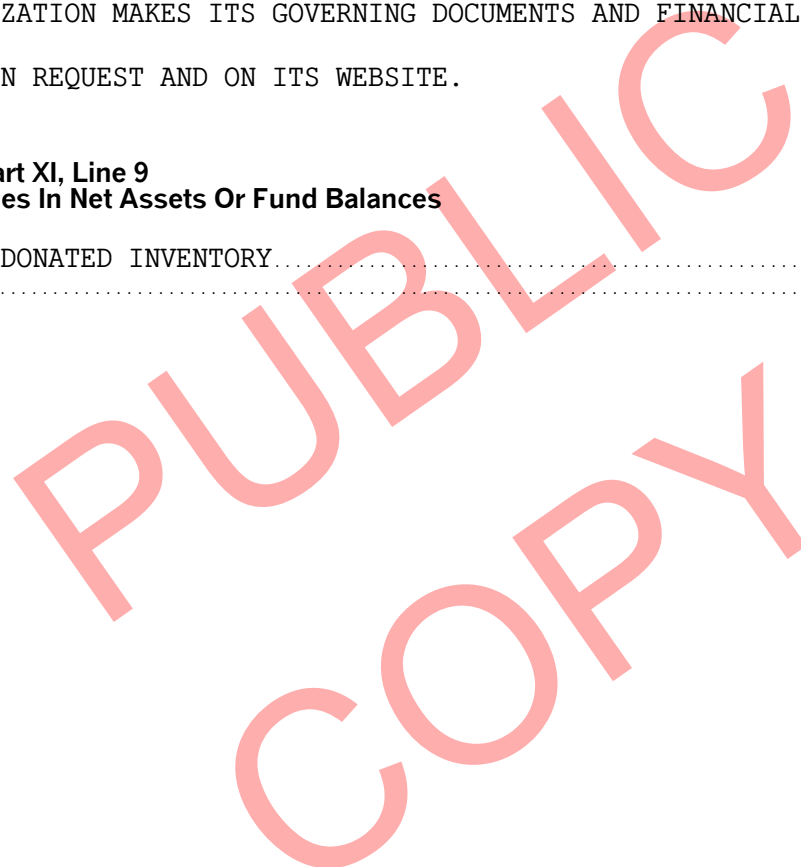 ZATION MAKES ITS GOVERNING DOCUMENTS AND FINANCIAL
N REQUEST AND ON ITS WEBSITE.
art XI, Line 9
es In Net Assets Or Fund Balances
DONATED INVENTORY
PUBLIC
COPY